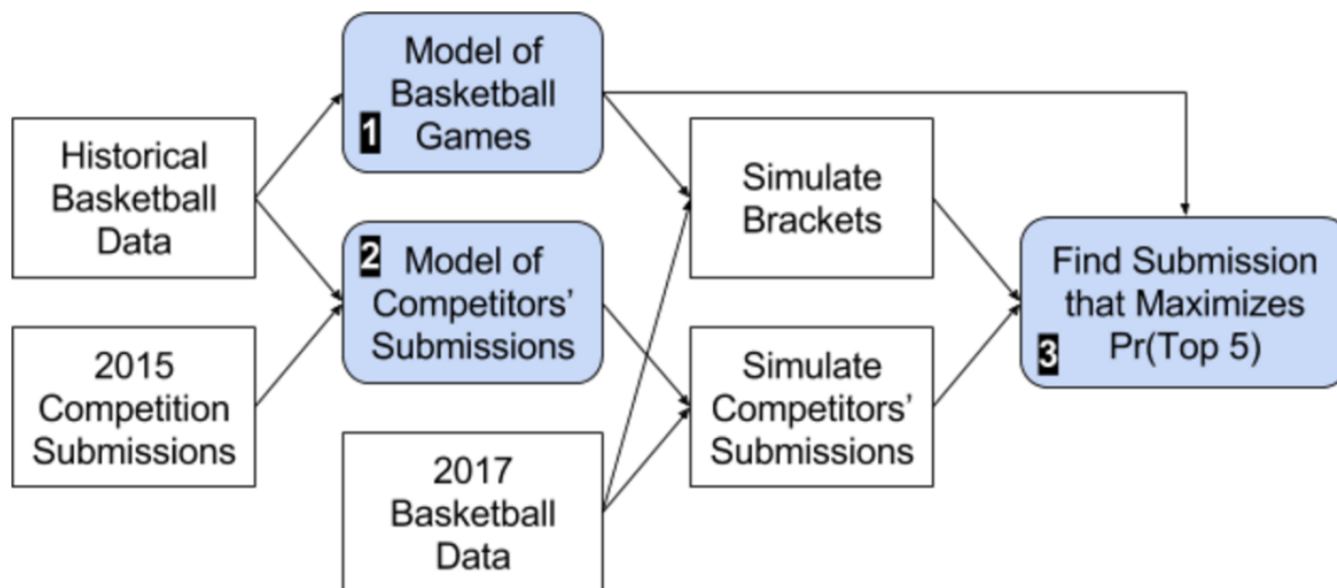 Historical
Basketball
Data
2015
Competition
Submissions
Model of
Basketball
1 Games
2 Model of
Competitors’
Submissions
2017
Basketball
Data
Simulate
Brackets
Simulate
Competitors’
Submissions
Find Submission
that Maximizes
3 Pr(Top 5)